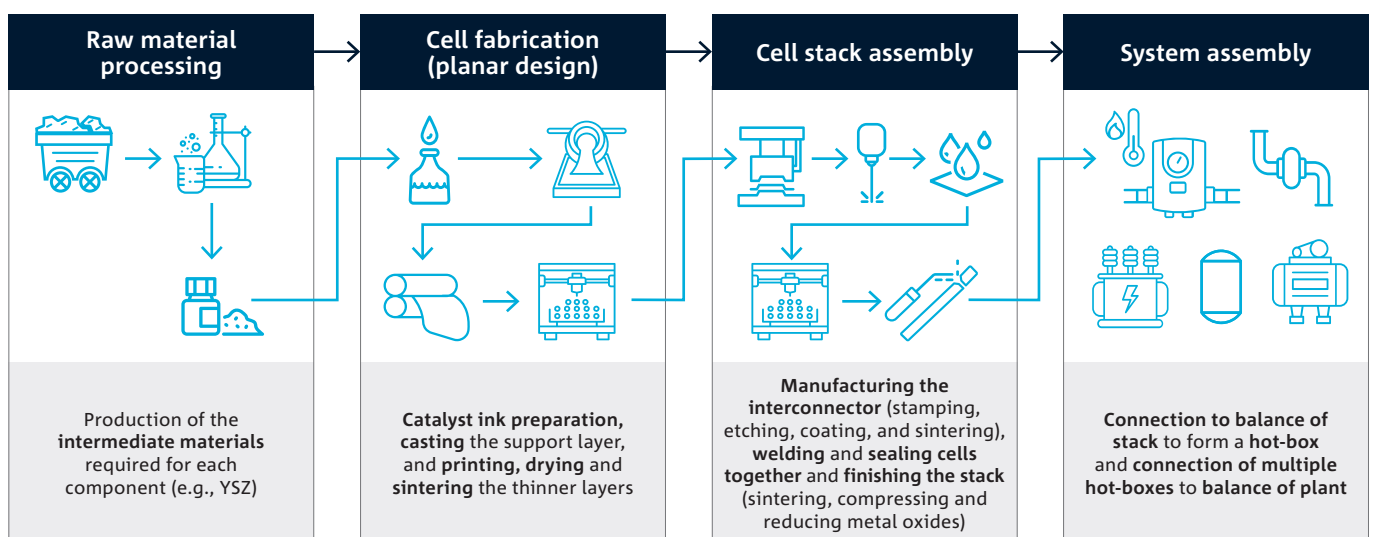 Raw material
processing
Cell fabrication
(planar design)
Cell stack assembly
System assembly
Production of the
intermediate materials
required for each
component (e.g., YSZ)
Catalyst ink preparation,
casting the support layer,
and printing, drying and
sintering the thinner layers
Manufacturing the
interconnector (stamping,
etching, coating, and sintering),
welding and sealing cells
together and finishing the stack
(sintering, compressing and
reducing metal oxides)
Connection to balance of
stack to form a hot-box
and connection of multiple
hot-boxes to balance of plant